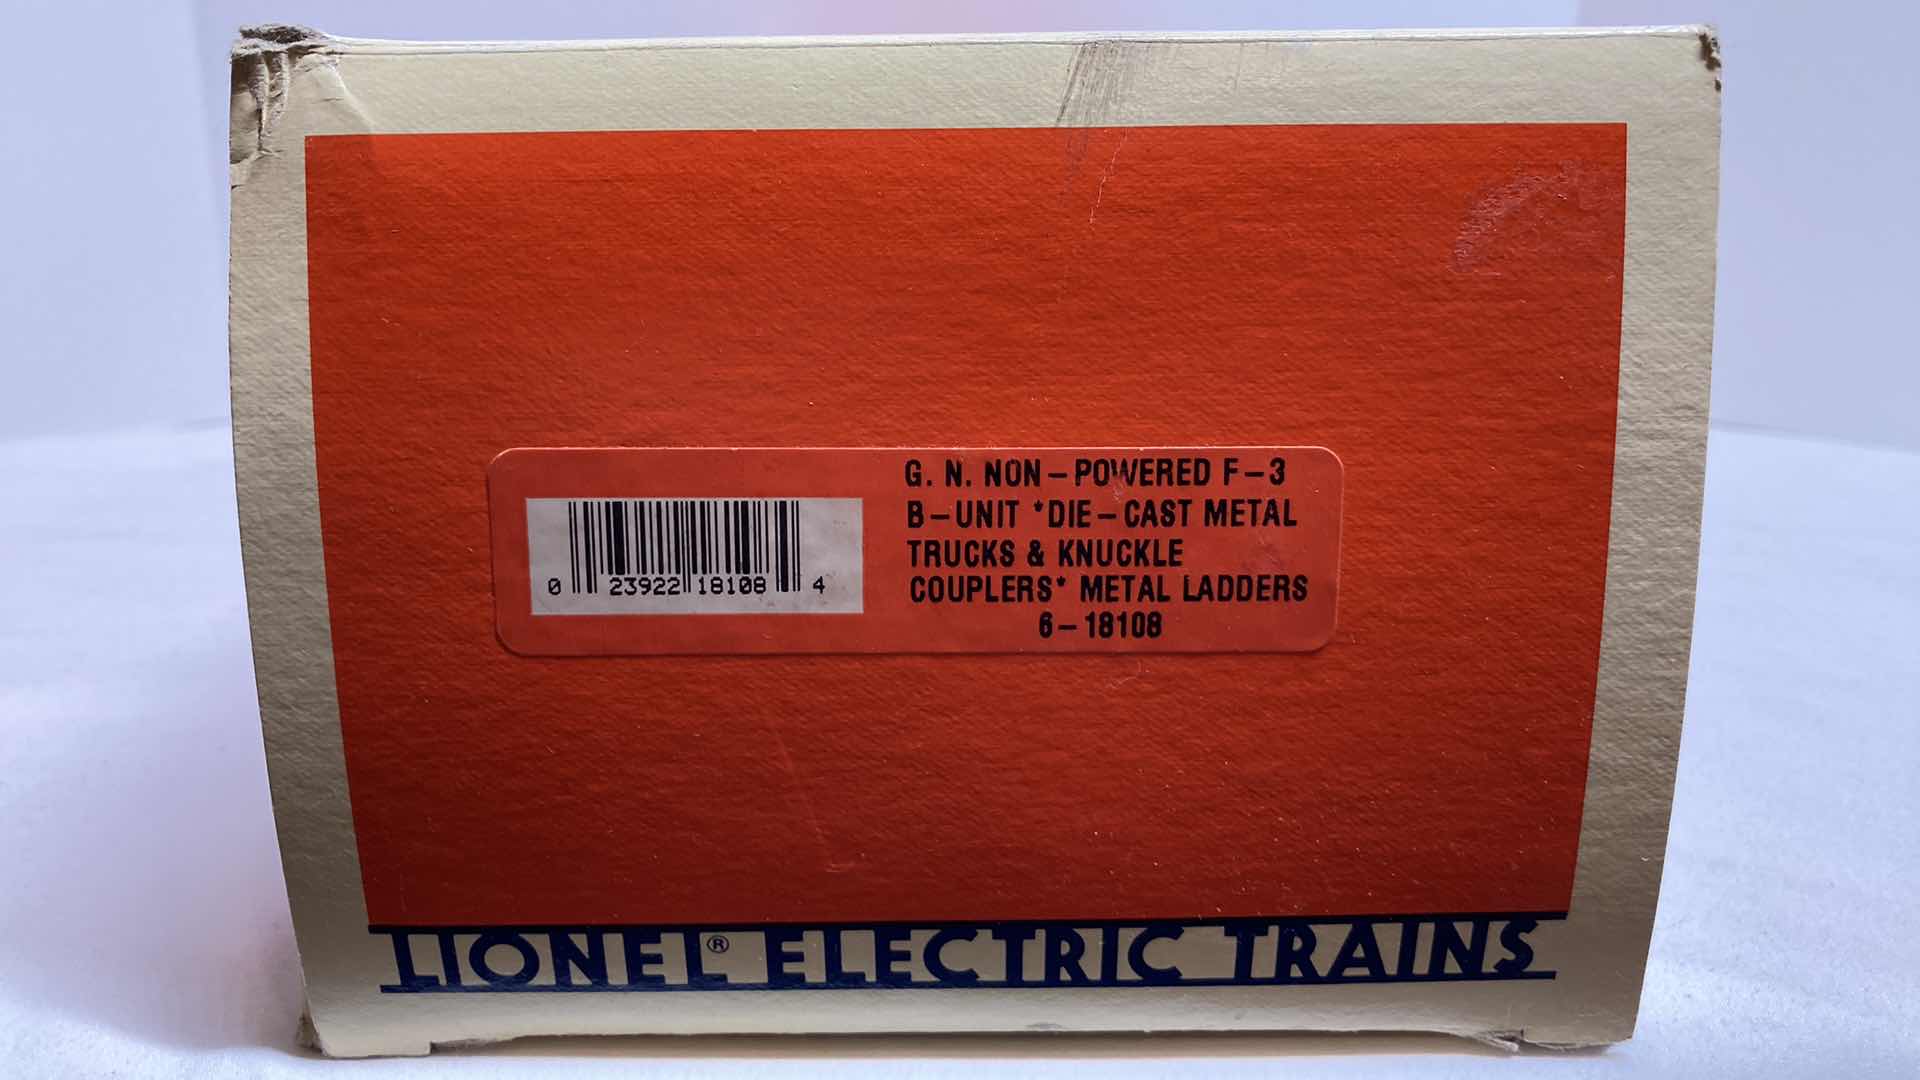 G. N. NON-POWERED F-3
B-UNIT *DIE-CAST METAL
TRUCKS & KNUCKLE
COUPLERS* METAL LADDERS
6-18108
0 23922 18108 4
LIONEL® ELECTRIC TRAINS